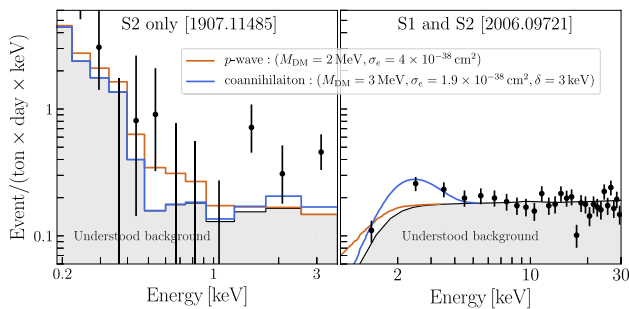 S2 only [1907.11485]
S1 and S2 [2006.09721]
p-wave : (M_DM = 2 MeV, σ_e = 4 × 10⁻³⁸ cm²)
coannihilaiton : (M_DM = 3 MeV, σ_e = 1.9 × 10⁻³⁸ cm², δ = 3 keV)
Event/(ton × day × keV)
1
0.1
Understood background
Understood background
0.2 1 3
2 10 30
Energy [keV]
Energy [keV]